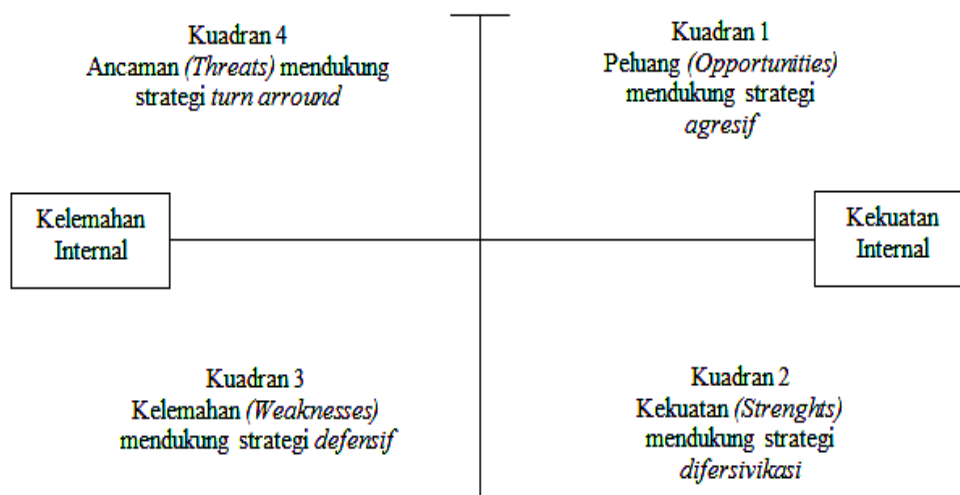 Kuadran 4
Ancaman (Threats) mendukung
strategi turn arround
Kuadran 1
Peluang (Opportunities)
mendukung strategi
agresif
Kelemahan
Internal
Kekuatan
Internal
Kuadran 3
Kelemahan (Weaknesses)
mendukung strategi defensif
Kuadran 2
Kekuatan (Strenghts)
mendukung strategi
difersivikasi